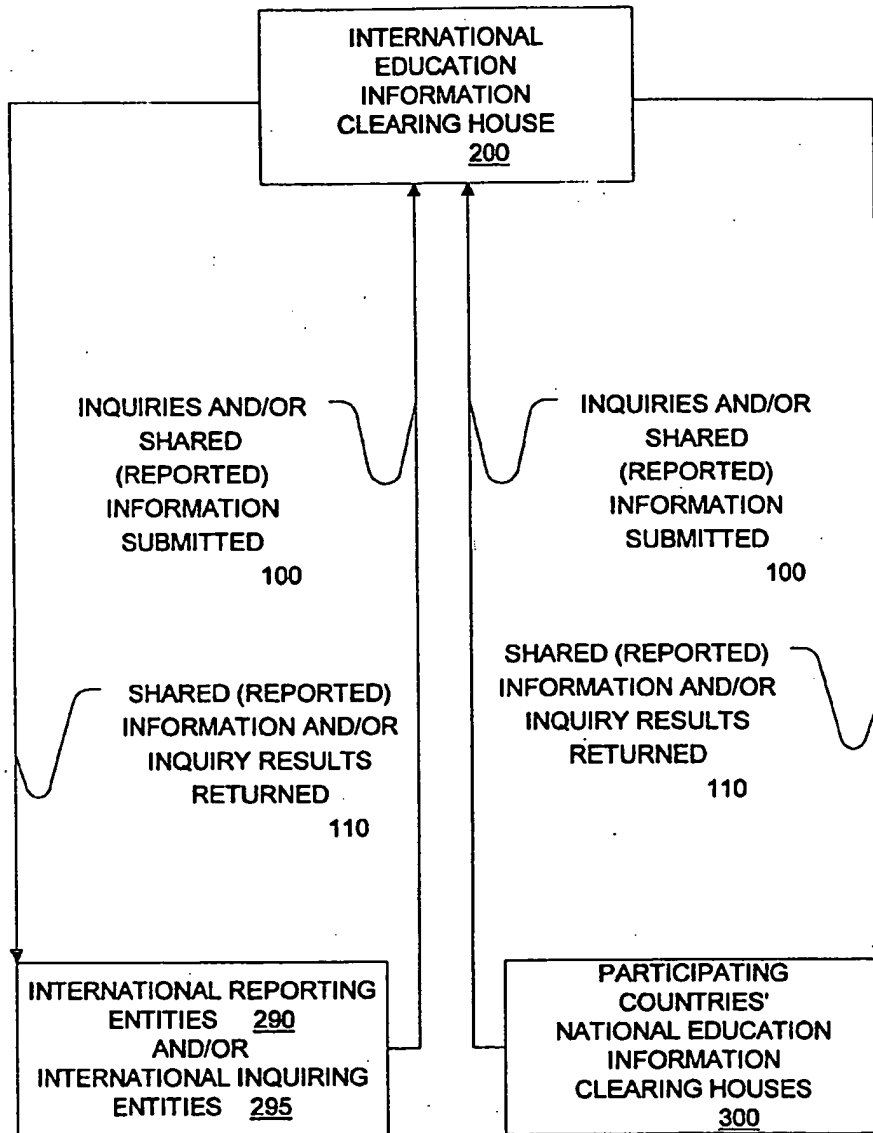 INTERNATIONAL
EDUCATION
INFORMATION
CLEARING HOUSE
200
INQUIRIES AND/OR
SHARED
(REPORTED)
INFORMATION
SUBMITTED
100
INQUIRIES AND/OR
SHARED
(REPORTED)
INFORMATION
SUBMITTED
100
SHARED (REPORTED)
INFORMATION AND/OR
INQUIRY RESULTS
RETURNED
110
SHARED (REPORTED)
INFORMATION AND/OR
INQUIRY RESULTS
RETURNED
110
INTERNATIONAL REPORTING
ENTITIES 290
AND/OR
INTERNATIONAL INQUIRING
ENTITIES 295
PARTICIPATING
COUNTRIES'
NATIONAL EDUCATION
INFORMATION
CLEARING HOUSES
300